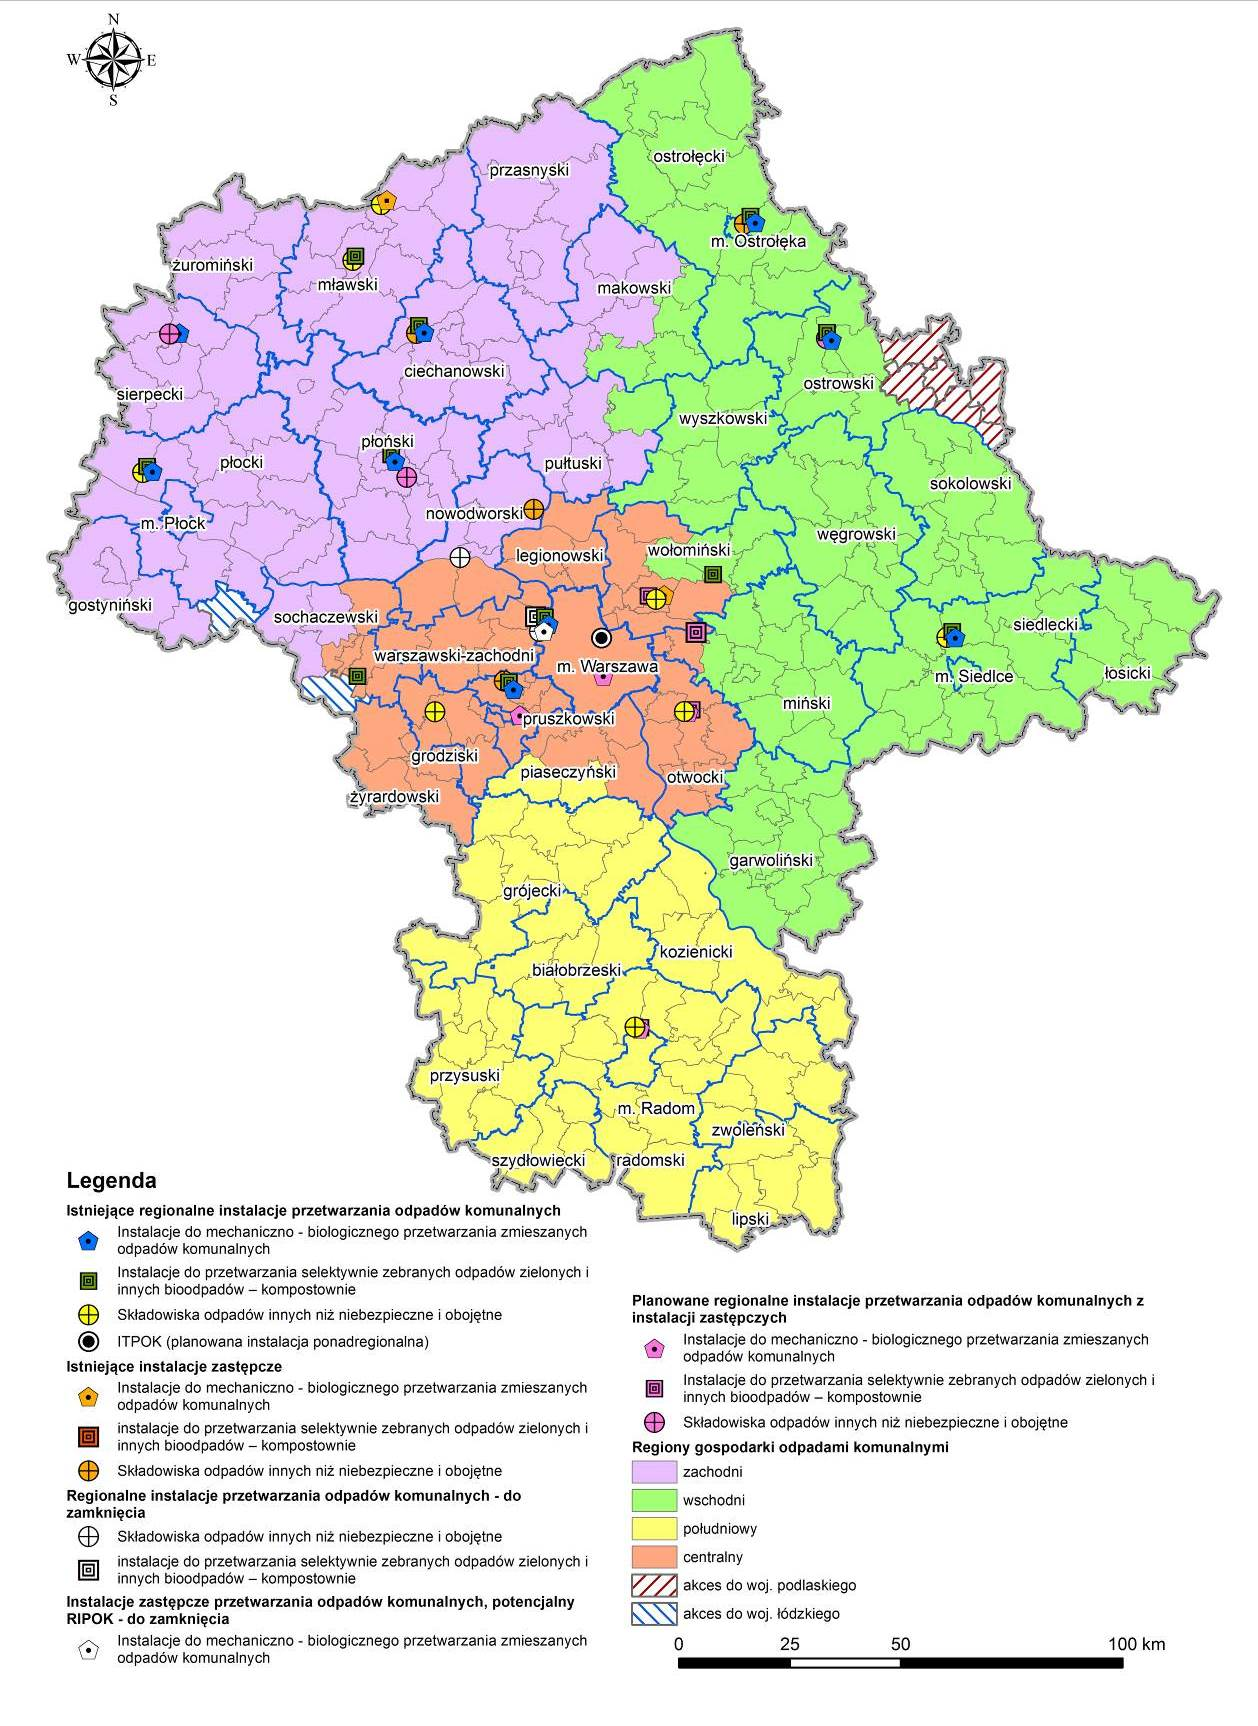 N
W
E
S
ostrołęcki
przasnyski
m. Ostrołęka
żuromiński
mławski
makowski
ciechanowski
ostrowski
sierpecki
wyszkowski
płoński
płocki
pułtuski
sokolowski
nowodworski
m. Płock
węgrowski
legionowski
wołomiński
gostyniński
sochaczewski
siedlecki
warszawski-zachodni
m. Warszawa
m. Siedlce
łosicki
miński
pruszkowski
grodziski
piaseczyński
otwocki
żyrardowski
garwoliński
grójecki
kozienicki
białobrzeski
przysuski
m. Radom
zwoleński
szydłowiecki
radomski
lipski
Legenda
Istniejące regionalne instalacje przetwarzania odpadów komunalnych
Instalacje do mechaniczno - biologicznego przetwarzania zmieszanych
odpadów komunalnych
Instalacje do przetwarzania selektywnie zebranych odpadów zielonych i
innych bioodpadów – kompostownie
Składowiska odpadów innych niż niebezpieczne i obojętne
ITPOK (planowana instalacja ponadregionalna)
Istniejące instalacje zastępcze
Instalacje do mechaniczno - biologicznego przetwarzania zmieszanych
odpadów komunalnych
instalacje do przetwarzania selektywnie zebranych odpadów zielonych i
innych bioodpadów – kompostownie
Składowiska odpadów innych niż niebezpieczne i obojętne
Regionalne instalacje przetwarzania odpadów komunalnych - do
zamknięcia
Składowiska odpadów innych niż niebezpieczne i obojętne
instalacje do przetwarzania selektywnie zebranych odpadów zielonych i
innych bioodpadów – kompostownie
Instalacje zastępcze przetwarzania odpadów komunalnych, potencjalny
RIPOK - do zamknięcia
Instalacje do mechaniczno - biologicznego przetwarzania zmieszanych
odpadów komunalnych
Planowane regionalne instalacje przetwarzania odpadów komunalnych z
instalacji zastępczych
Instalacje do mechaniczno - biologicznego przetwarzania zmieszanych
odpadów komunalnych
Instalacje do przetwarzania selektywnie zebranych odpadów zielonych i
innych bioodpadów – kompostownie
Składowiska odpadów innych niż niebezpieczne i obojętne
Regiony gospodarki odpadami komunalnymi
zachodni
wschodni
południowy
centralny
akces do woj. podlaskiego
akces do woj. łódzkiego
0 25 50 100 km